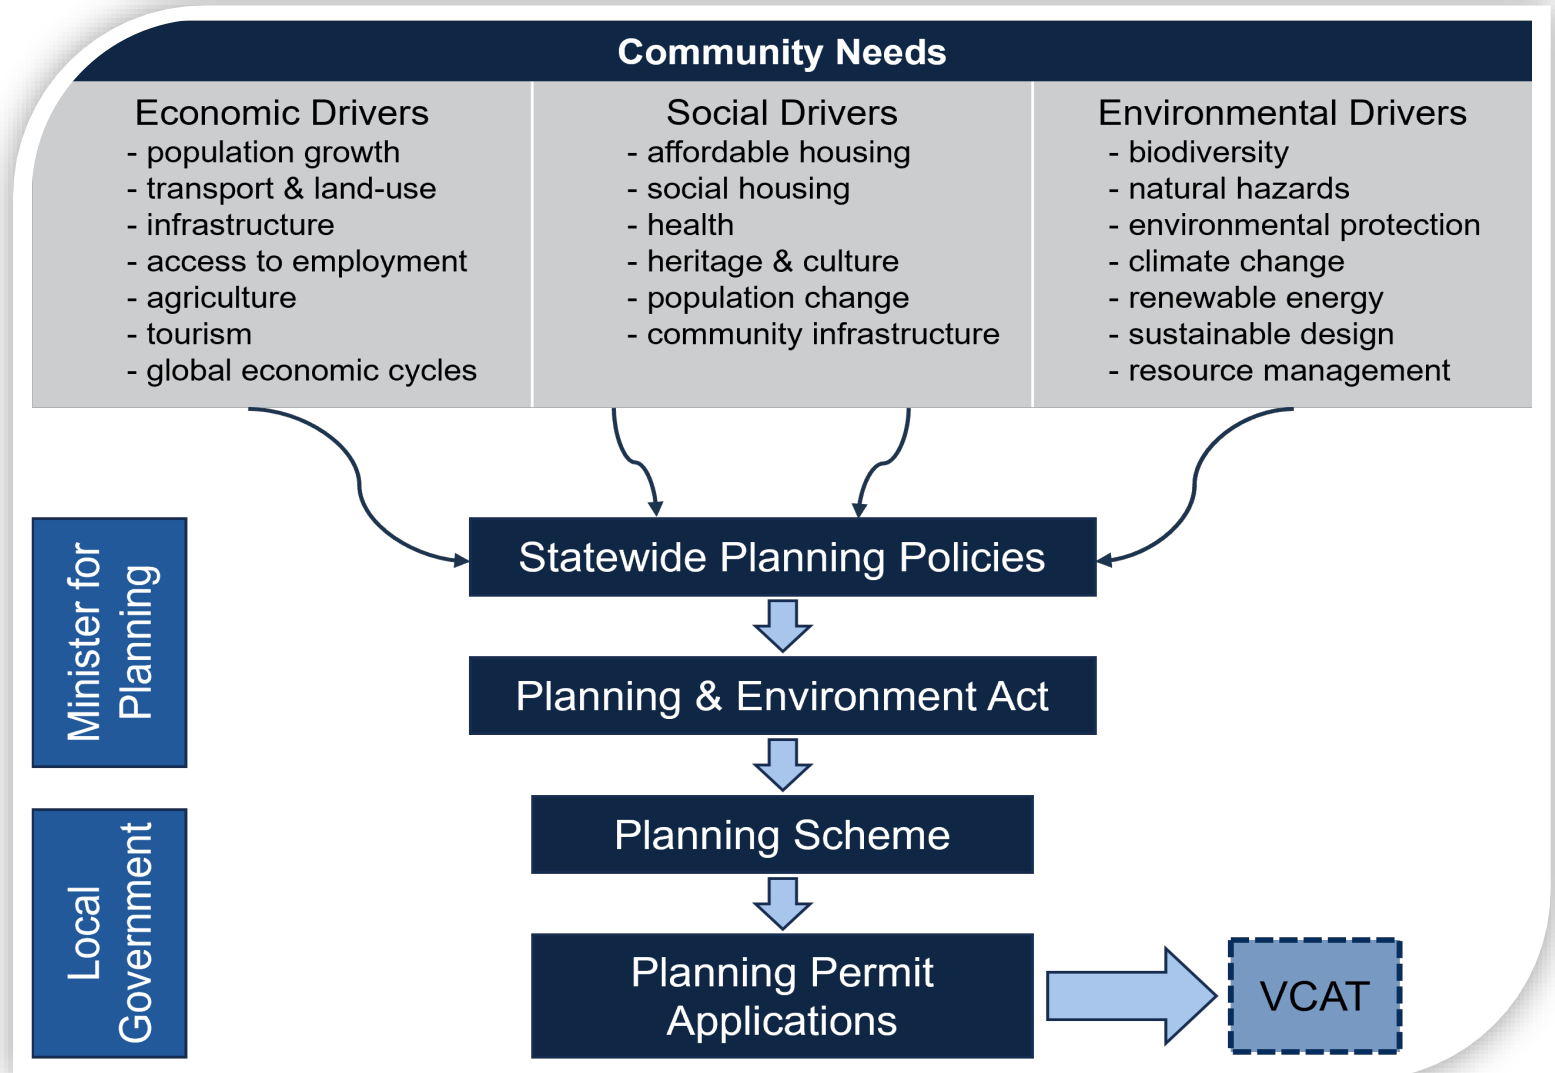 Community Needs
Economic Drivers
- population growth
- transport & land-use
- infrastructure
- access to employment
- agriculture
- tourism
- global economic cycles
Social Drivers
- affordable housing
- social housing
- health
- heritage & culture
- population change
- community infrastructure
Environmental Drivers
- biodiversity
- natural hazards
- environmental protection
- climate change
- renewable energy
- sustainable design
- resource management
Minister for
Planning
Statewide Planning Policies
Planning & Environment Act
Local
Government
Planning Scheme
Planning Permit
Applications
VCAT